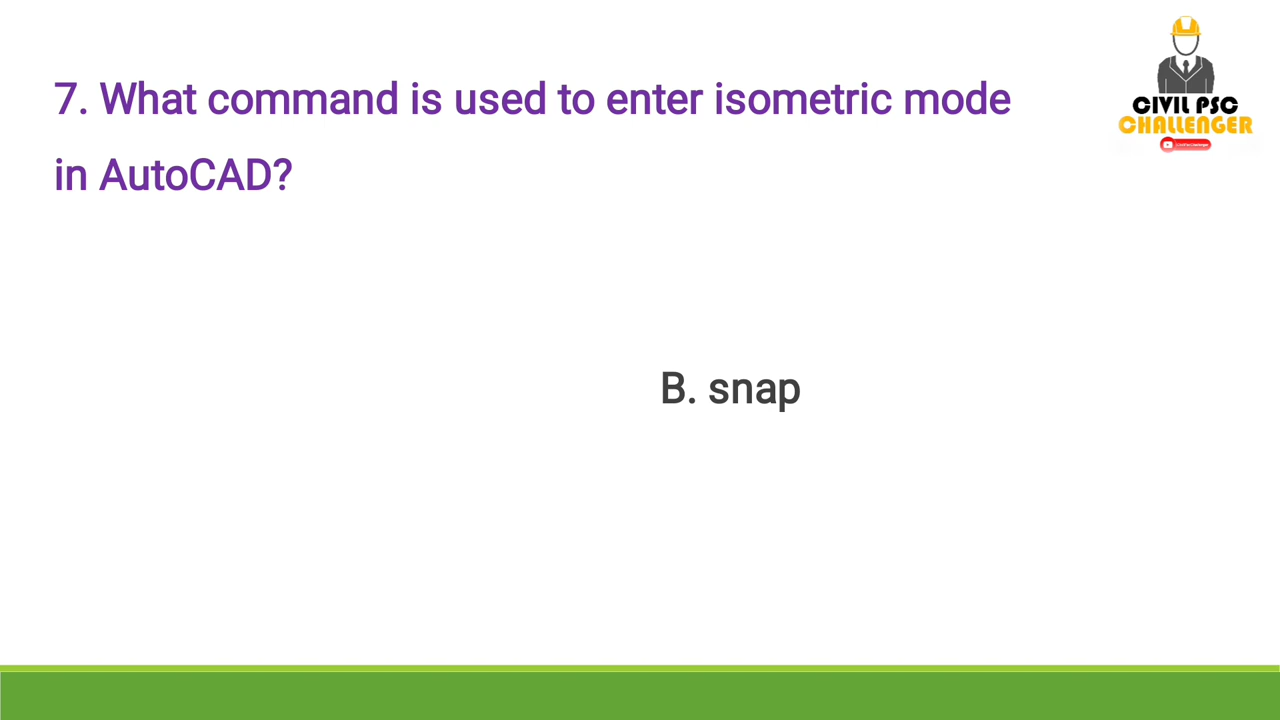 7. What command is used to enter isometric mode
in AutoCAD?
CIVIL PSC
CHALLENGER
B. snap